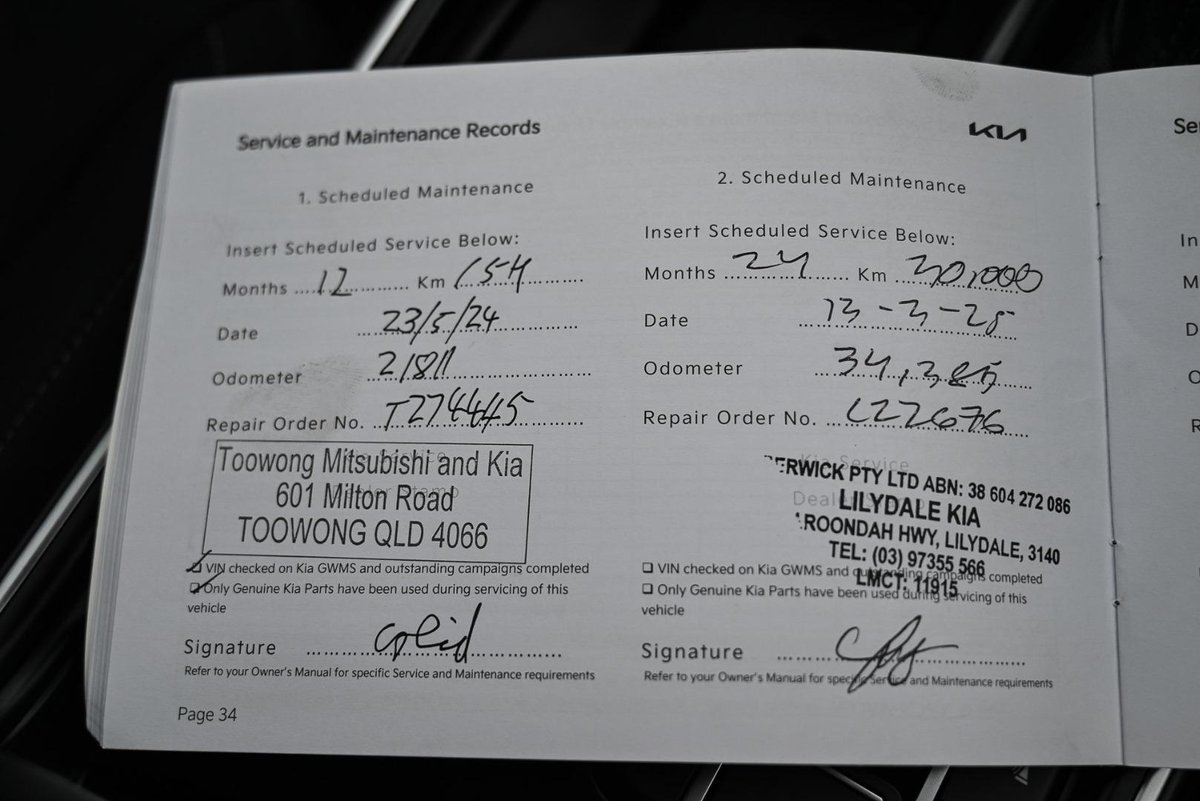 Service and Maintenance Records
KIA
1. Scheduled Maintenance
Insert Scheduled Service Below:
Months 12 Km
Date 23/5/24
Odometer 21811
Repair Order No. T274445
Toowong Mitsubishi and Kia
601 Milton Road
TOOWONG QLD 4066
VIN checked on Kia GWMS and outstanding campaigns completed
Only Genuine Kia Parts have been used during servicing of this
vehicle
Signature
Refer to your Owner's Manual for specific Service and Maintenance requirements
Page 34
2. Scheduled Maintenance
Insert Scheduled Service Below:
Months 24 Km 30,000
Date 13-3-25
Odometer
Repair Order No. C22676
Kia Service
ERWICK PTY LTD ABN: 38 604 272 086
LILYDALE KIA
ROONDAH HWY, LILYDALE, 3140
TEL: (03) 97355 566
LMCT: 11915
VIN checked on Kia GWMS and outstanding campaigns completed
Only Genuine Kia Parts have been used during servicing of this
vehicle
Signature
Refer to your Owner's Manual for specific Service and Maintenance requirements
Se
In
M
D
O
R